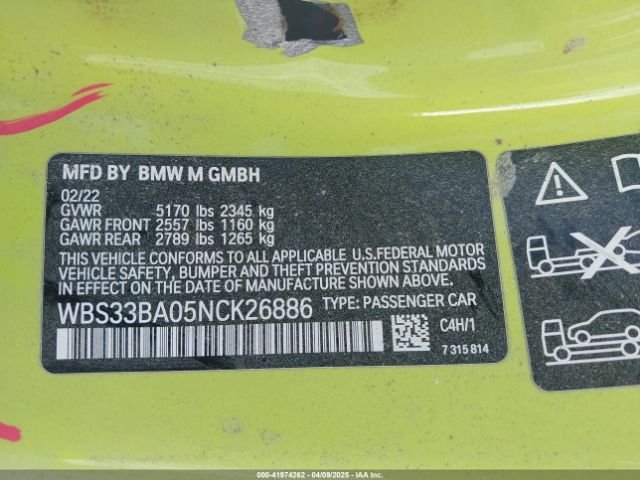 MFD BY BMW M GMBH
02/22
GVWR 5170 lbs 2345 kg
GAWR FRONT 2557 lbs 1160 kg
GAWR REAR 2789 lbs 1265 kg
THIS VEHICLE CONFORMS TO ALL APPLICABLE U.S.FEDERAL MOTOR
VEHICLE SAFETY, BUMPER AND THEFT PREVENTION STANDARDS
IN EFFECT ON THE DATE OF MANUFACTURE SHOWN ABOVE.
WBS33BA05NCK26886 TYPE: PASSENGER CAR
C4H/1
7 315 814
000-41974262 - 04/09/2025 - IAA Inc.